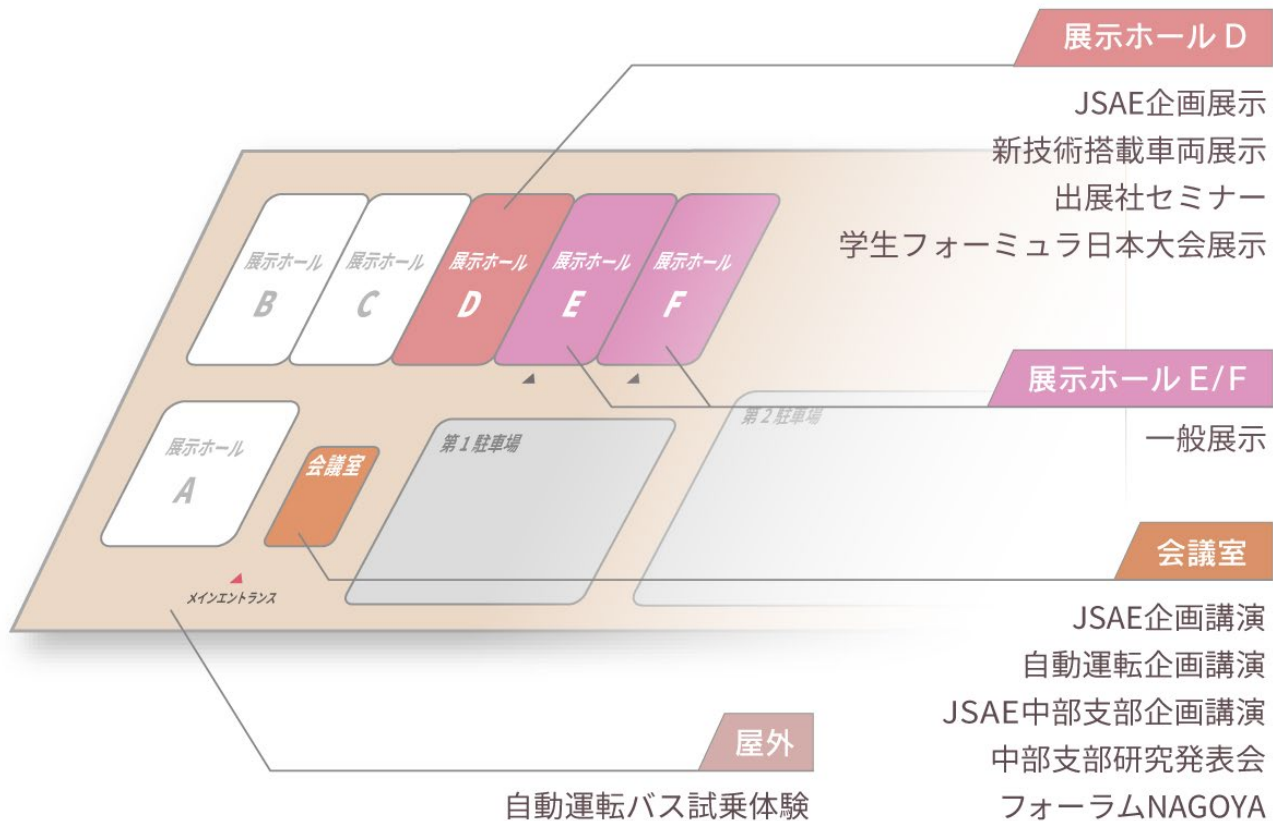 展示ホール D
JSAE企画展示
新技術搭載車両展示
出展社セミナー
学生フォーミュラ日本大会展示
展示ホール
B
展示ホール
C
展示ホール
D
展示ホール
E
展示ホール
F
展示ホール E/F
一般展示
展示ホール
A
会議室
第1駐車場
第2駐車場
メインエントランス
会議室
JSAE企画講演
自動運転企画講演
JSAE中部支部企画講演
中部支部研究発表会
フォーラムNAGOYA
屋外
自動運転バス試乗体験